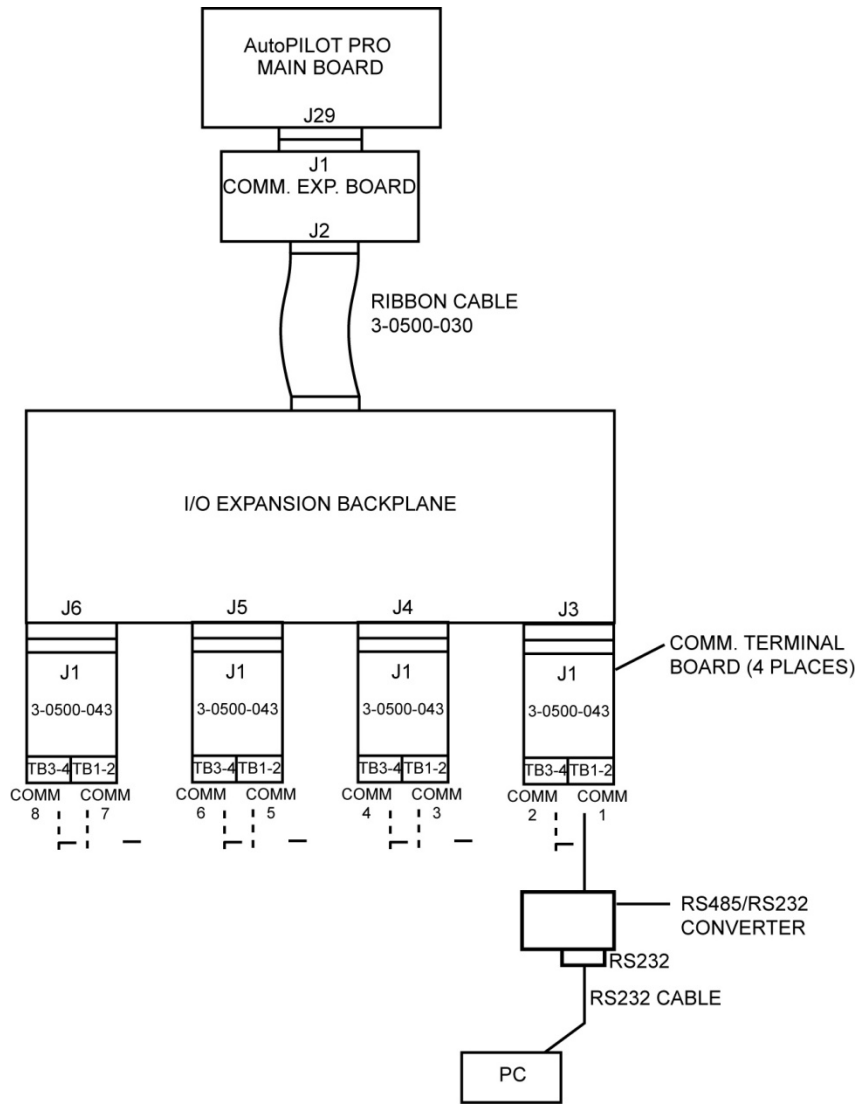 AutoPILOT PRO
MAIN BOARD
J29
J1
COMM. EXP. BOARD
J2
RIBBON CABLE
3-0500-030
I/O EXPANSION BACKPLANE
J6 J5 J4 J3
COMM. TERMINAL
BOARD (4 PLACES)
J1 J1 J1 J1
3-0500-043 3-0500-043 3-0500-043 3-0500-043
TB3-4 TB1-2 TB3-4 TB1-2 TB3-4 TB1-2 TB3-4 TB1-2
COMM COMM COMM COMM COMM COMM COMM COMM
8 7 6 5 4 3 2 1
RS485/RS232
CONVERTER
RS232
RS232 CABLE
PC